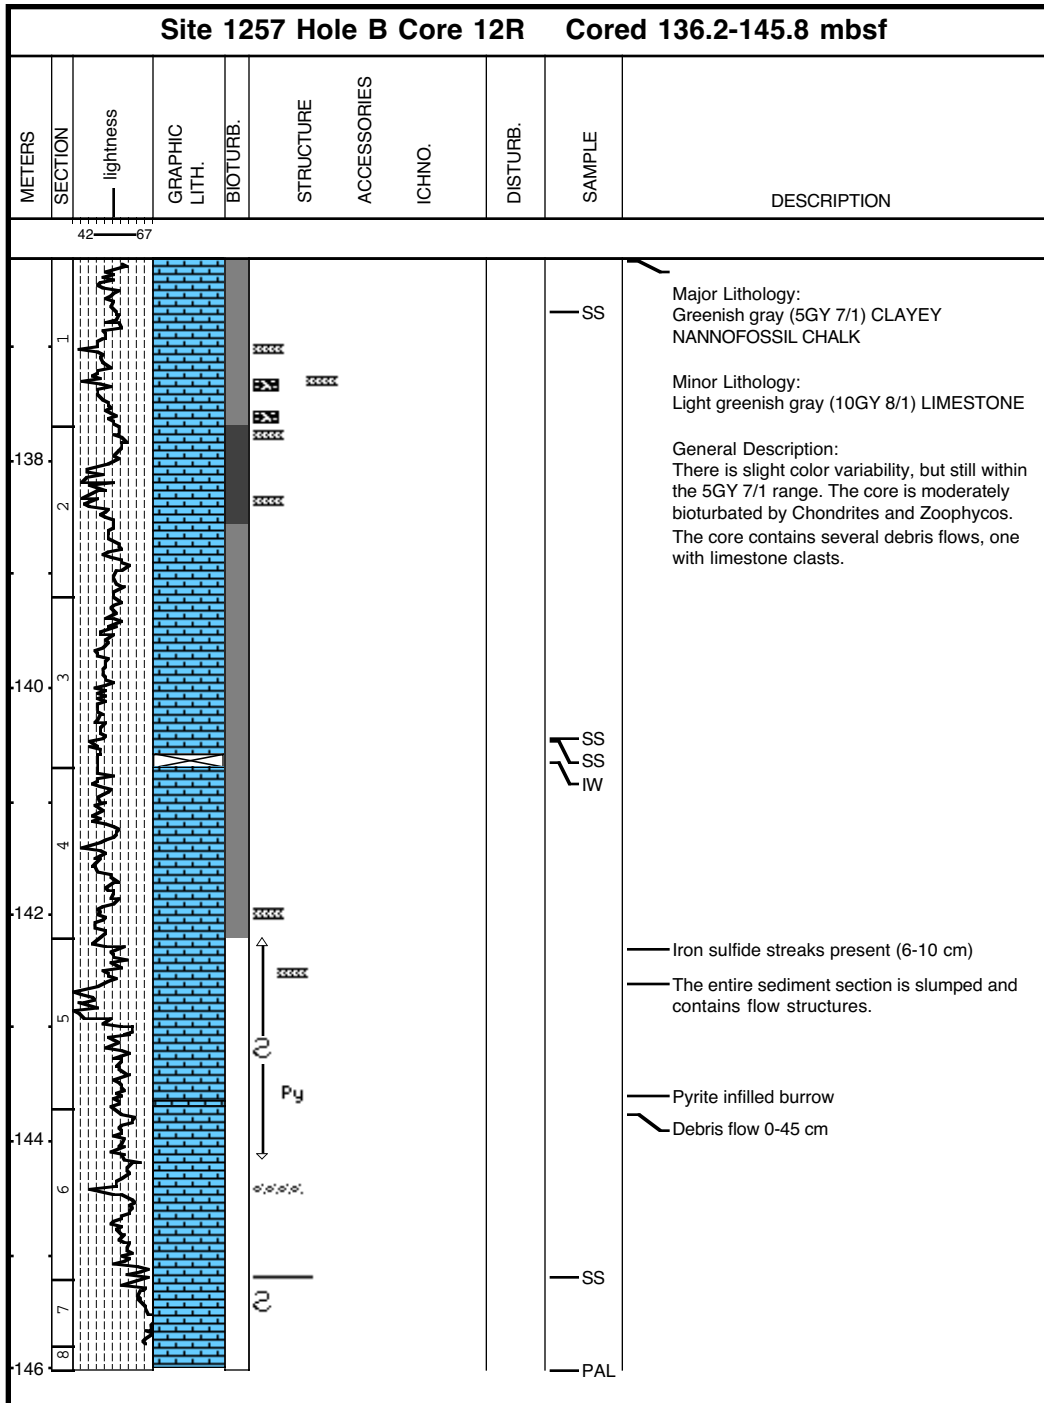 Site 1257 Hole B Core 12R Cored 136.2-145.8 mbsf
METERS
SECTION
lightness
GRAPHIC
LITH.
BIOTURB.
STRUCTURE
ACCESSORIES
ICHNO.
DISTURB.
SAMPLE
DESCRIPTION
42 67
Major Lithology:
SS
Greenish gray (5GY 7/1) CLAYEY
NANNOFOSSIL CHALK
1
Minor Lithology:
Light greenish gray (10GY 8/1) LIMESTONE
General Description:
138
There is slight color variability, but still within
the 5GY 7/1 range. The core is moderately
2
bioturbated by Chondrites and Zoophycos.
The core contains several debris flows, one
with limestone clasts.
3
140
SS
SS
IW
4
142
Iron sulfide streaks present (6-10 cm)
The entire sediment section is slumped and
contains flow structures.
5
Py
Pyrite infilled burrow
Debris flow 0-45 cm
144
6
SS
7
8
146
PAL